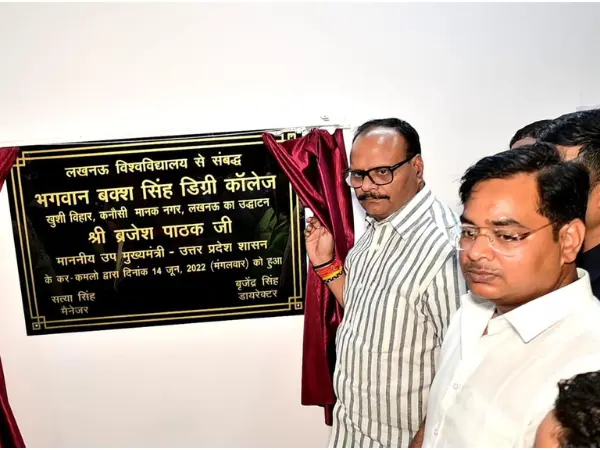 लखनऊ विश्वविद्यालय से संबद्ध
भगवान बक्श सिंह डिग्री कॉलेज
खुशी विहार, कनौसी मानक नगर, लखनऊ का उद्घाटन
श्री ब्रजेश पाठक जी
माननीय उप मुख्यमंत्री - उत्तर प्रदेश शासन
के कर-कमलो द्वारा दिनांक 14 जून, 2022 (मंगलवार) को हुआ
सत्या सिंह
मैनेजर
बृजेंद्र सिंह
डायरेक्टर